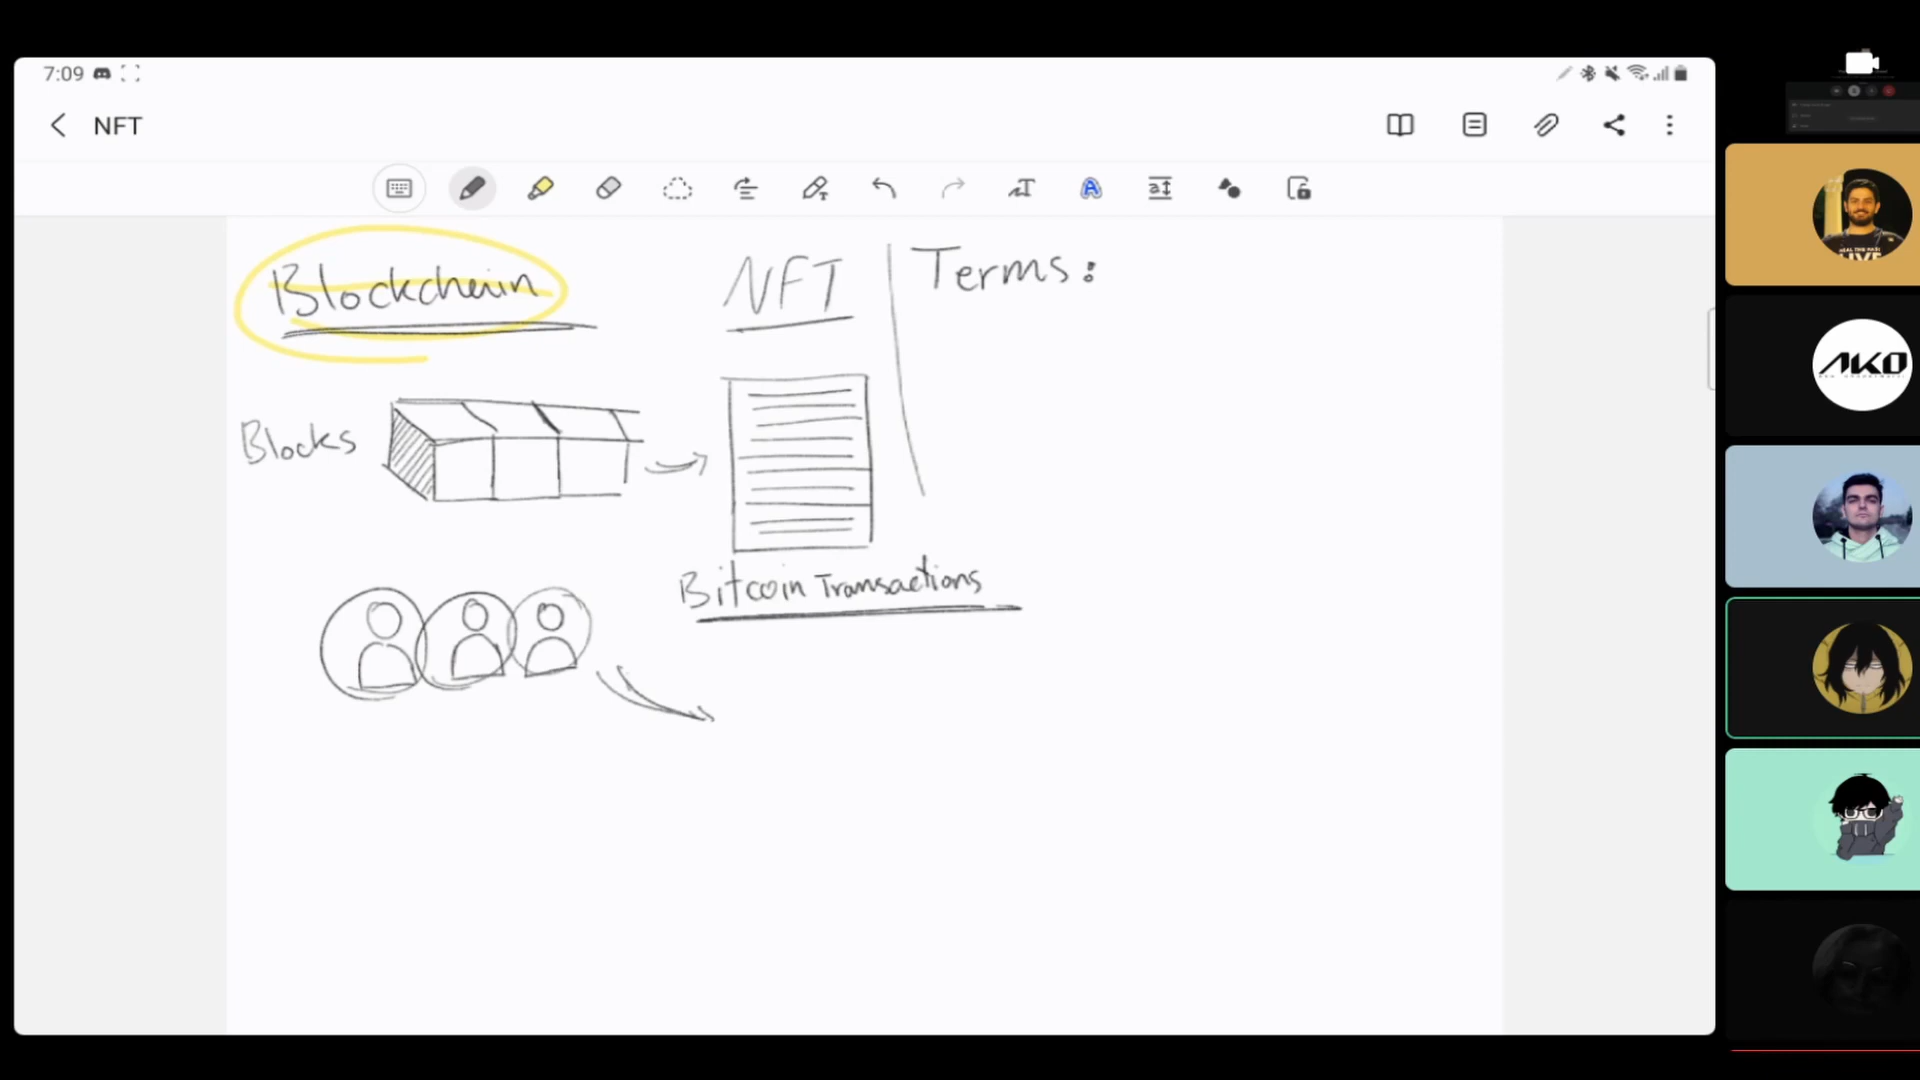 7:09
NFT
Blockchain
NFT
Terms:
Blocks
Bitcoin Transactions
AKO